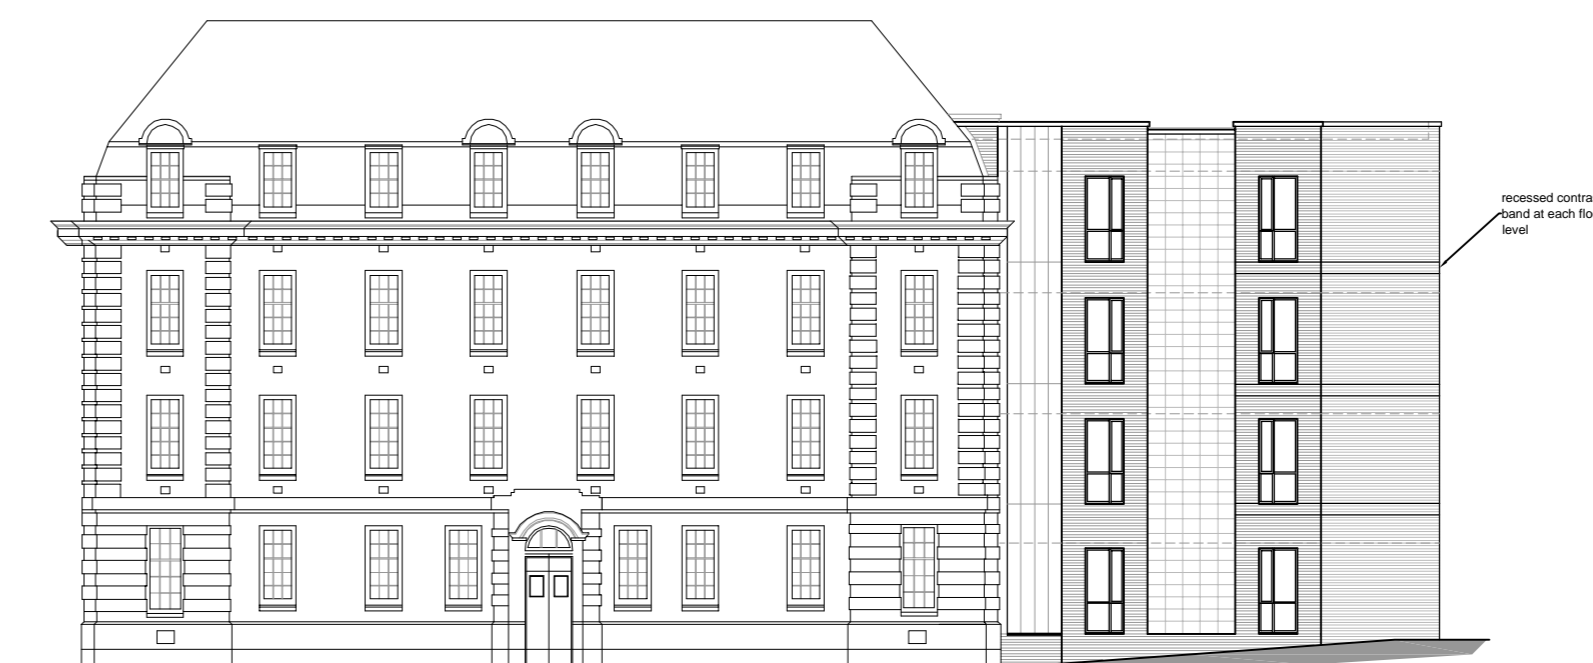 recessed contra
band at each flo
level